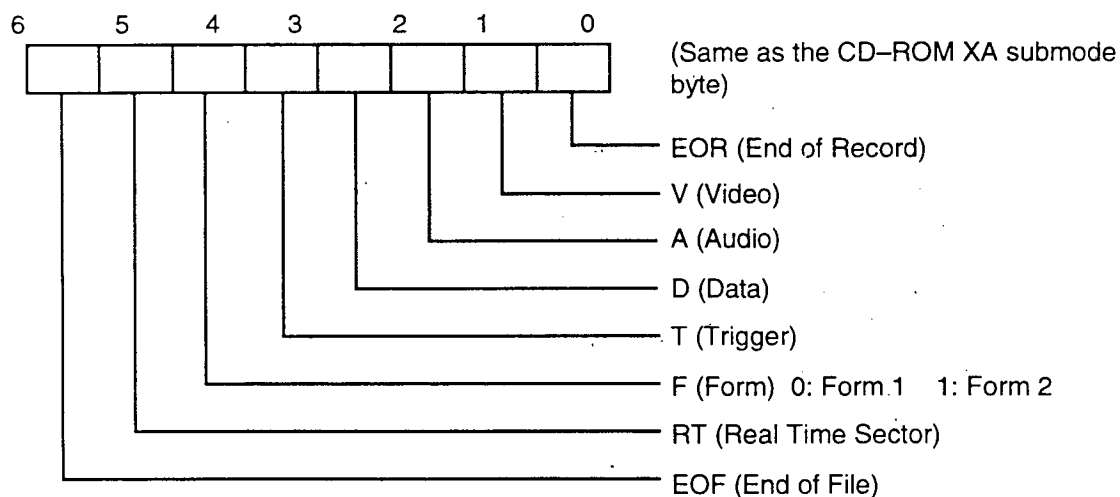 6 5 4 3 2 1 0
(Same as the CD–ROM XA submode
byte)
EOR (End of Record)
V (Video)
A (Audio)
D (Data)
T (Trigger)
F (Form) 0: Form 1 1: Form 2
RT (Real Time Sector)
EOF (End of File)